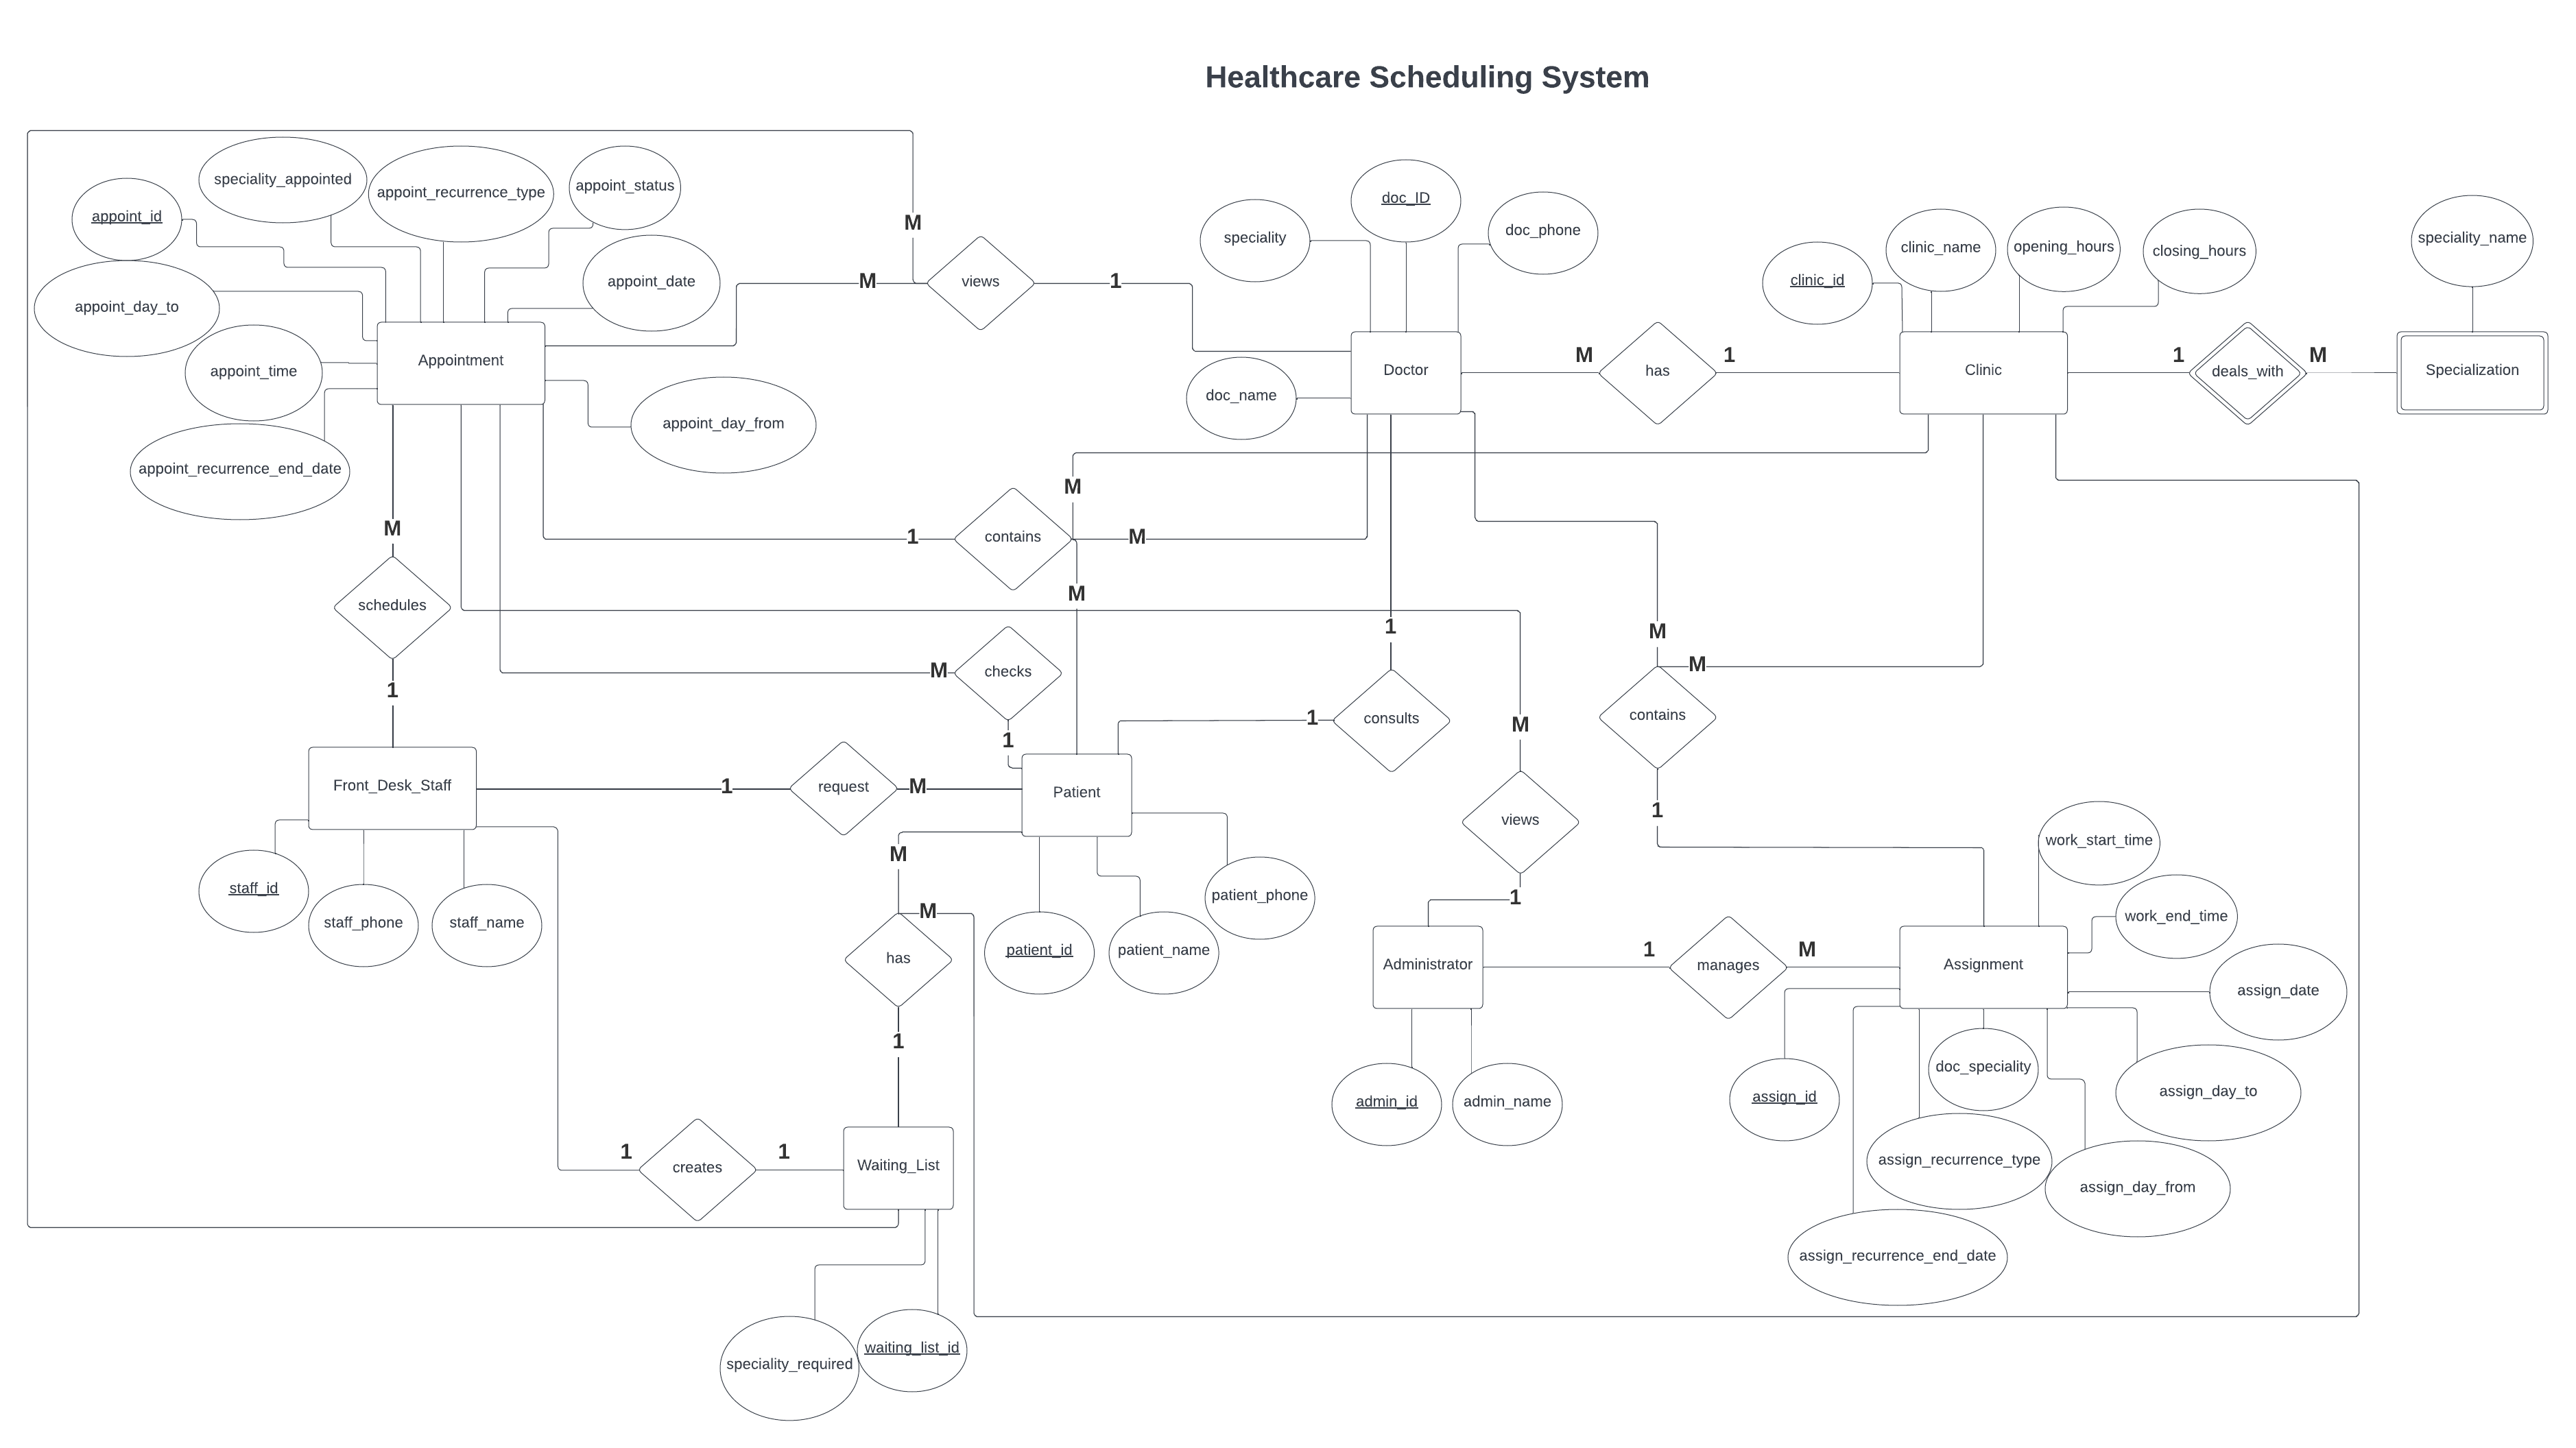 Healthcare Scheduling System
speciality_appointed
appoint_recurrence_type
appoint_status
appoint_id
appoint_date
appoint_day_to
appoint_time
Appointment
appoint_day_from
appoint_recurrence_end_date
M
M
views
1
speciality
doc_ID
doc_phone
doc_name
Doctor
M
has
1
clinic_id
clinic_name
opening_hours
closing_hours
Clinic
1
deals_with
M
speciality_name
Specialization
M
1
contains
M
M
M
schedules
1
M
checks
1
1
consults
1
M
views
1
M
M
contains
1
Front_Desk_Staff
1
request
M
Patient
staff_id
staff_phone
staff_name
M
M
has
1
patient_id
patient_name
patient_phone
Administrator
1
manages
M
Assignment
work_start_time
work_end_time
assign_date
assign_day_to
assign_day_from
doc_speciality
assign_id
assign_recurrence_type
assign_recurrence_end_date
admin_id
admin_name
1
creates
1
Waiting_List
speciality_required
waiting_list_id